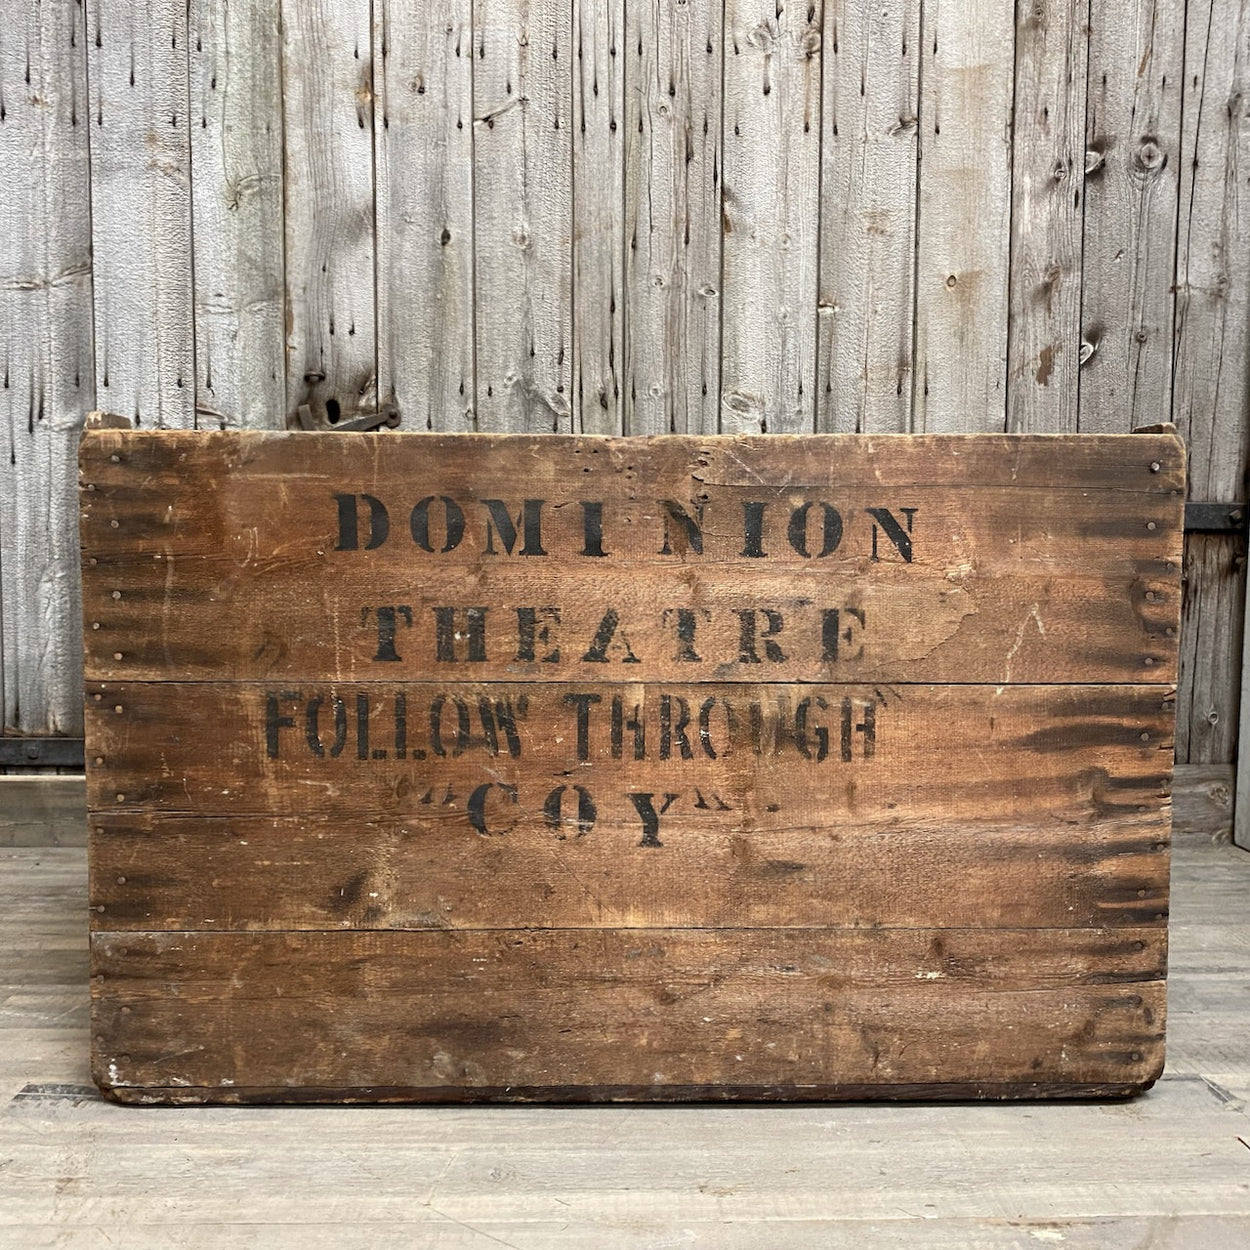 DOMINION
THEATRE
FOLLOW THROUGH"
"COY"